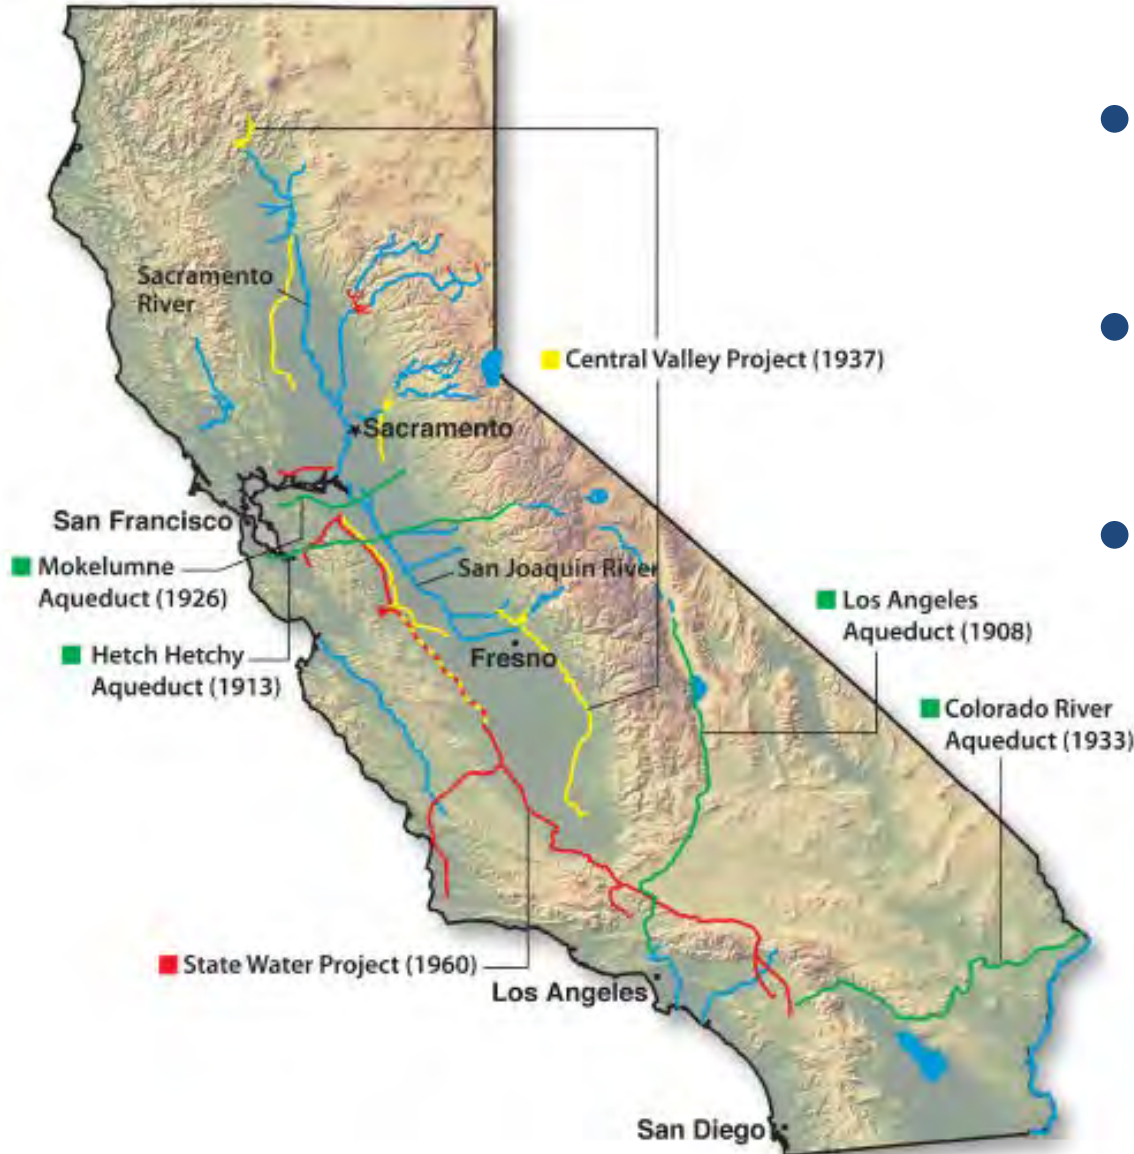 Sacramento
River
Central Valley Project (1937)
Sacramento
San Francisco
Mokelumne
Aqueduct (1926)
San Joaquin River
Los Angeles
Aqueduct (1908)
Hetch Hetchy
Aqueduct (1913)
Fresno
Colorado River
Aqueduct (1933)
State Water Project (1960)
Los Angeles
San Diego